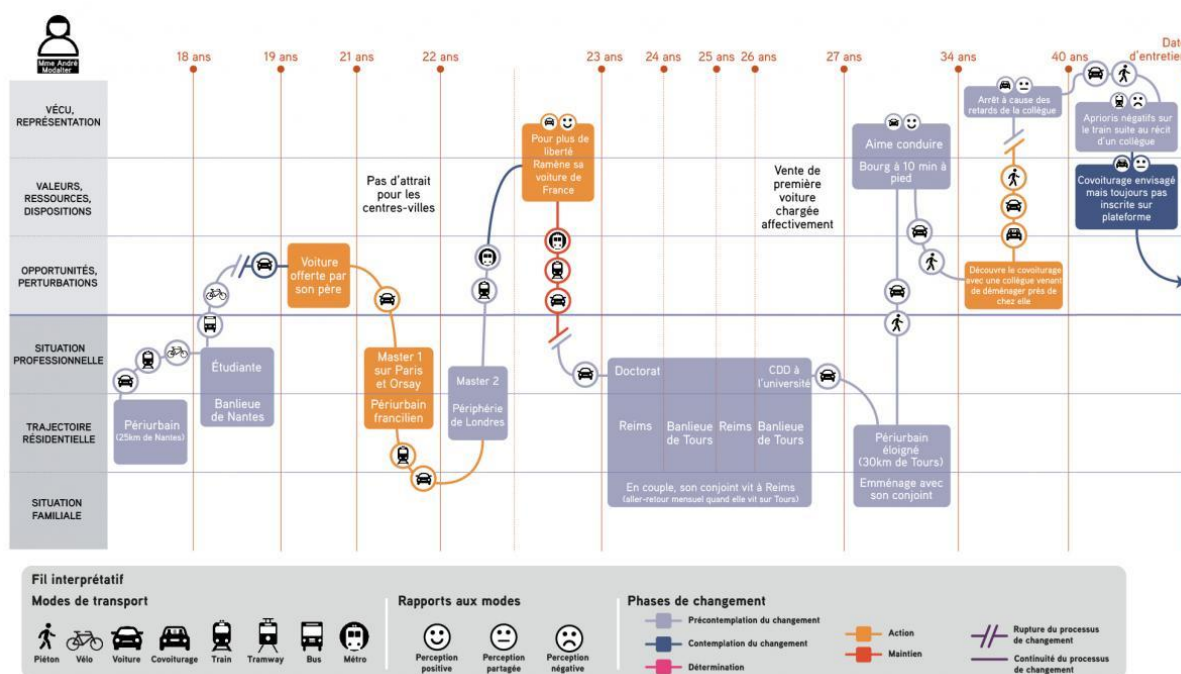 Mme André
Modalter
18 ans
19 ans
21 ans
22 ans
23 ans
24 ans
25 ans
26 ans
27 ans
34 ans
40 ans
Date
d'entretien
VÉCU,
REPRÉSENTATION
VALEURS,
RESSOURCES,
DISPOSITIONS
OPPORTUNITÉS,
PERTURBATIONS
SITUATION
PROFESSIONNELLE
TRAJECTOIRE
RÉSIDENTIELLE
SITUATION
FAMILIALE
Périurbain
(25km de Nantes)
Étudiante
Banlieue
de Nantes
Voiture
offerte par
son père
Pas d'attrait
pour les
centres-villes
Master 1
sur Paris
et Orsay
Périurbain
francilien
Master 2
Périphérie
de Londres
Pour plus de
liberté
Ramène sa
voiture de
France
Doctorat
CDD à
l'université
Reims
Banlieue
de Tours
Reims
Banlieue
de Tours
En couple, son conjoint vit à Reims
(aller-retour mensuel quand elle vit sur Tours)
Vente de
première
voiture
chargée
affectivement
Aime conduire
Bourg à 10 min à
pied
Périurbain
éloigné
(30km de Tours)
Emménage avec
son conjoint
Arrêt à cause des
retards de la collègue
Découvre le covoiturage
avec une collègue venant
de déménager près de
chez elle
Aprioris négatifs sur
le train suite au récit
d'un collègue
Covoiturage envisagé
mais toujours pas
inscrite sur
plateforme
Fil interprétatif
Modes de transport
Piéton
Vélo
Voiture
Covoiturage
Train
Tramway
Bus
Métro
Rapports aux modes
Perception
positive
Perception
partagée
Perception
négative
Phases de changement
Précontemplation du changement
Contemplation du changement
Détermination
Action
Maintien
Rupture du processus
de changement
Continuité du processus
de changement